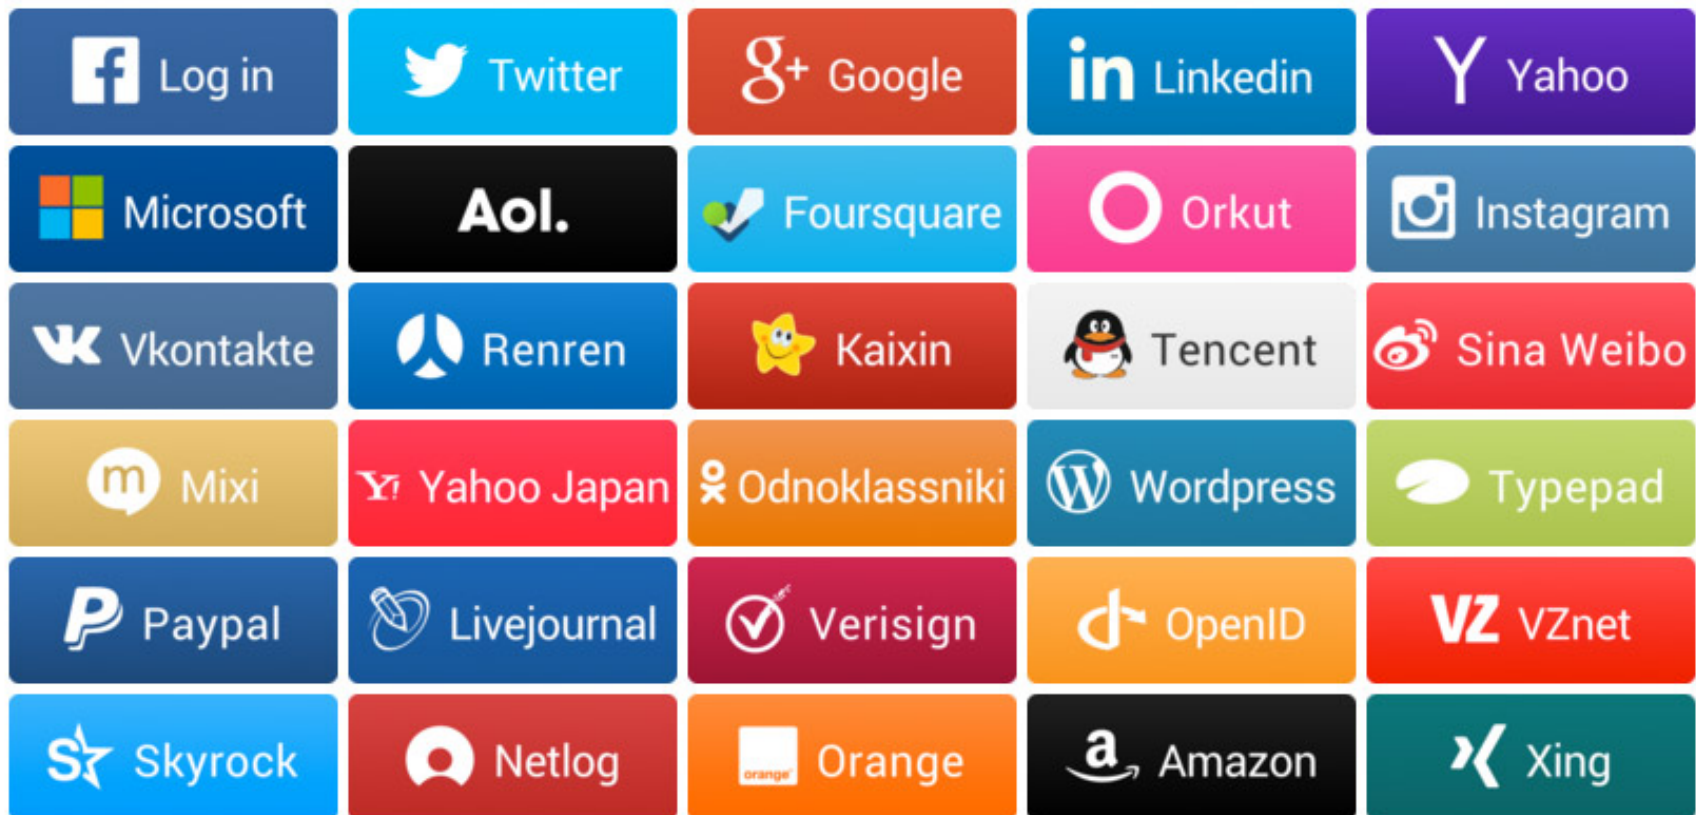 f Log in
Twitter
g+ Google
in Linkedin
Y Yahoo
Microsoft
Aol.
Foursquare
Orkut
Instagram
Vkontakte
Renren
Kaixin
Tencent
Sina Weibo
m Mixi
Y! Yahoo Japan
Odnoklassniki
W Wordpress
Typepad
P Paypal
Livejournal
Verisign
OpenID
VZ VZnet
S Skyrock
Netlog
orange Orange
a Amazon
Xing